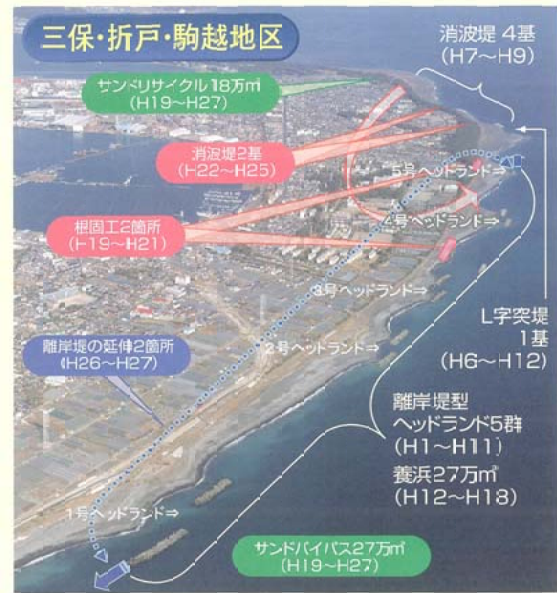 三保・折戸・駒越地区
消波堤 4基
(H7〜H9)
サンドリサイクル 18万㎥
(H19〜H27)
消波堤2基
(H22〜H25)
5号ヘッドランド⇒
根固工2箇所
(H19〜H21)
4号ヘッドランド⇒
3号ヘッドランド⇒
L字突堤
1基
(H6〜H12)
離岸堤の延伸2箇所
(H26〜H27)
2号ヘッドランド⇒
離岸堤型
ヘッドランド5群
(H1〜H11)
養浜27万㎥
(H12〜H18)
1号ヘッドランド⇒
サンドバイパス27万㎥
(H19〜H27)